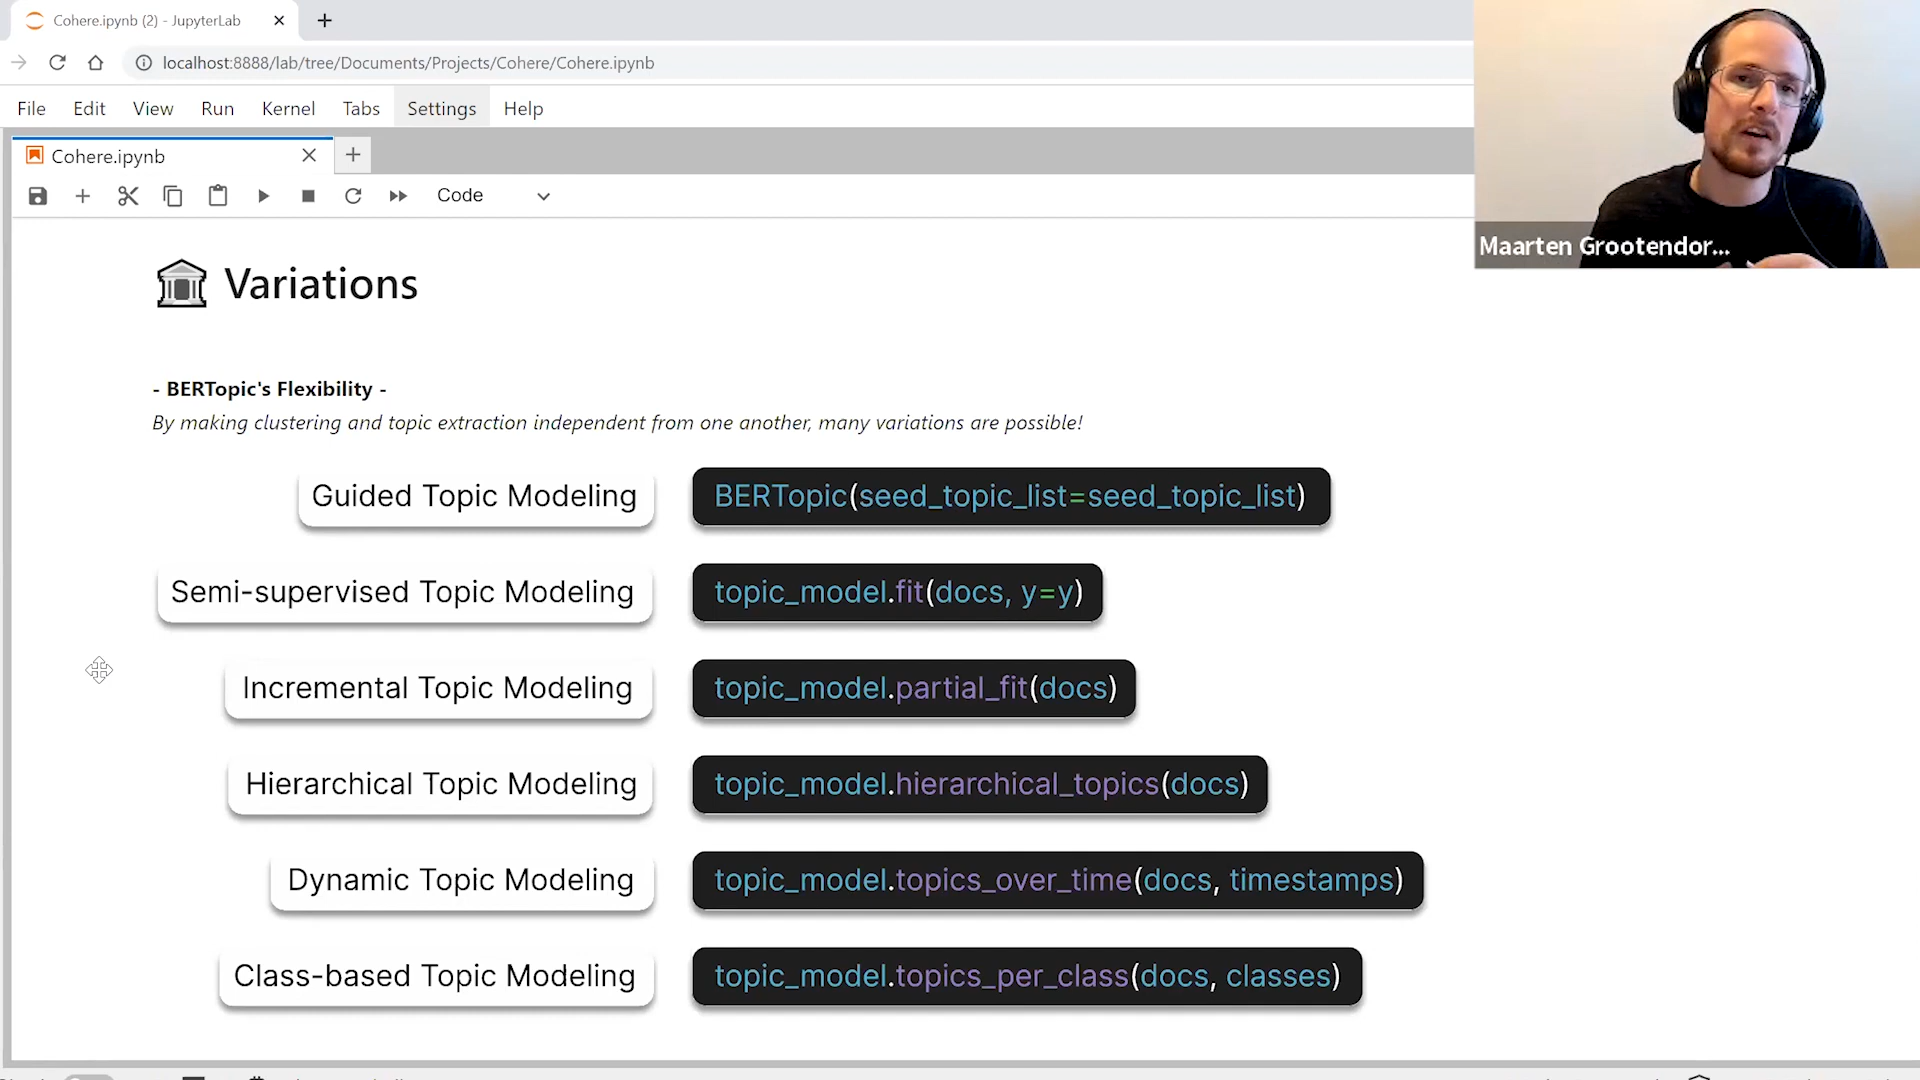 Cohere.ipynb (2) - JupyterLab
localhost:8888/lab/tree/Documents/Projects/Cohere/Cohere.ipynb
File Edit View Run Kernel Tabs Settings Help
Cohere.ipynb
Code
Maarten Grootendor...
Variations
- BERTopic's Flexibility -
By making clustering and topic extraction independent from one another, many variations are possible!
Guided Topic Modeling BERTopic(seed_topic_list=seed_topic_list)
Semi-supervised Topic Modeling topic_model.fit(docs, y=y)
Incremental Topic Modeling topic_model.partial_fit(docs)
Hierarchical Topic Modeling topic_model.hierarchical_topics(docs)
Dynamic Topic Modeling topic_model.topics_over_time(docs, timestamps)
Class-based Topic Modeling topic_model.topics_per_class(docs, classes)